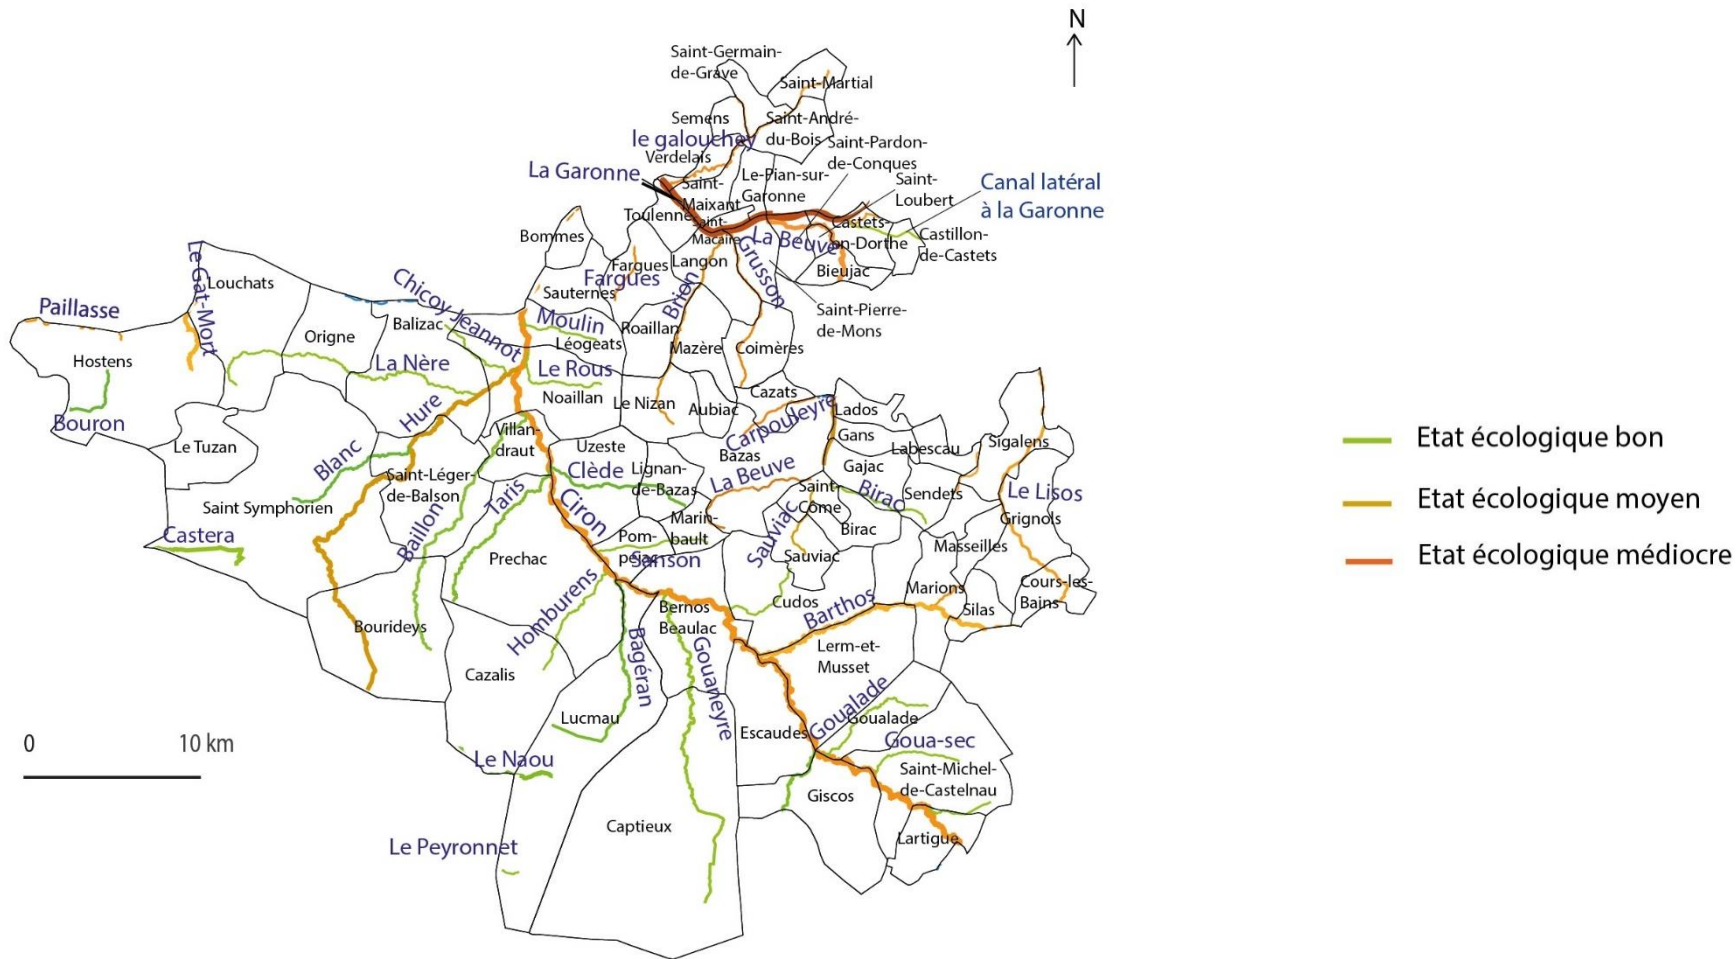 N
Saint-Germain-
de-Grave
Saint-Martial
Semens
Saint-André-
du-Bois
le galouchey
Saint-Pardon-
de-Conques
Verdelais
La Garonne
Saint-
Maixant
Le-Pian-sur-
Garonne
Saint-
Loubert
Canal latéral
à la Garonne
Toulenne
Saint-
Macaire
La Beuve
Castets-
en-Dorthe
Castillon-
de-Castets
Bommes
Grusson
Langon
Fargues
Fargues
Bieujac
Le Gat-Mort
Louchats
Chicoy Jeannot
Sauternes
Brion
Saint-Pierre-
de-Mons
Paillasse
Origne
Balizac
Moulin
Roaillan
Léogeats
Mazère
Coimères
Hostens
La Nère
Le Rous
Noaillan
Le Nizan
Aubiac
Cazats
Bouron
Hure
Carpouleyre
Lados
Le Tuzan
Villan-
draut
Uzeste
Gans
Labescau
Sigalens
Blanc
Bazas
Clède
Lignan-
de-Bazas
La Beuve
Gajac
Saint-Léger-
de-Balson
Saint-
Côme
Birac
Sendets
Le Lisos
Saint Symphorien
Taris
Ciron
Marin-
bault
Sauviac
Birac
Grignols
Castera
Baillon
Prechac
Pom-
pejac
Sanson
Sauviac
Masseilles
Homburens
Bernos
Beaulac
Cudos
Barthos
Marions
Silas
Cours-les-
Bains
Bourideys
Bagéran
Gouaneyre
Lerm-et-
Musset
Cazalis
Lucmau
Escaudes
Goualade
Goualade
Goua-sec
Le Naou
Saint-Michel-
de-Castelnau
Giscos
Captieux
Lartigue
Le Peyronnet
0
10 km
Etat écologique bon
Etat écologique moyen
Etat écologique médiocre